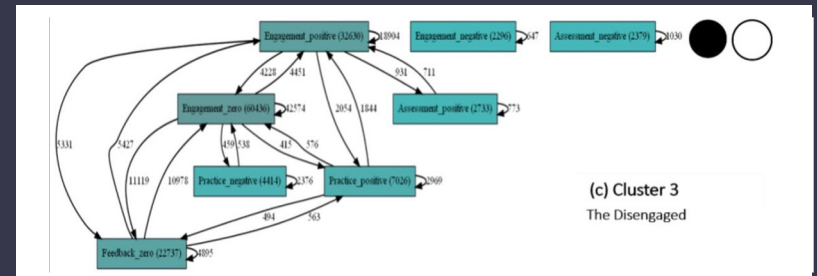 Engagement_positive (32630) 18904 Engagement_negative (2296) 647 Assessment_negative (2379) 1030
4228 4451 931 711
Engagement_zero (60436) 42574 2054 1844 Assessment_positive (2733) 773
5331 5427 459 538 415 576
11119 10978 Practice_negative (4414) 2376 Practice_positive (7026) 2969
(c) Cluster 3
The Disengaged
494 563
Feedback_zero (22737) 4895